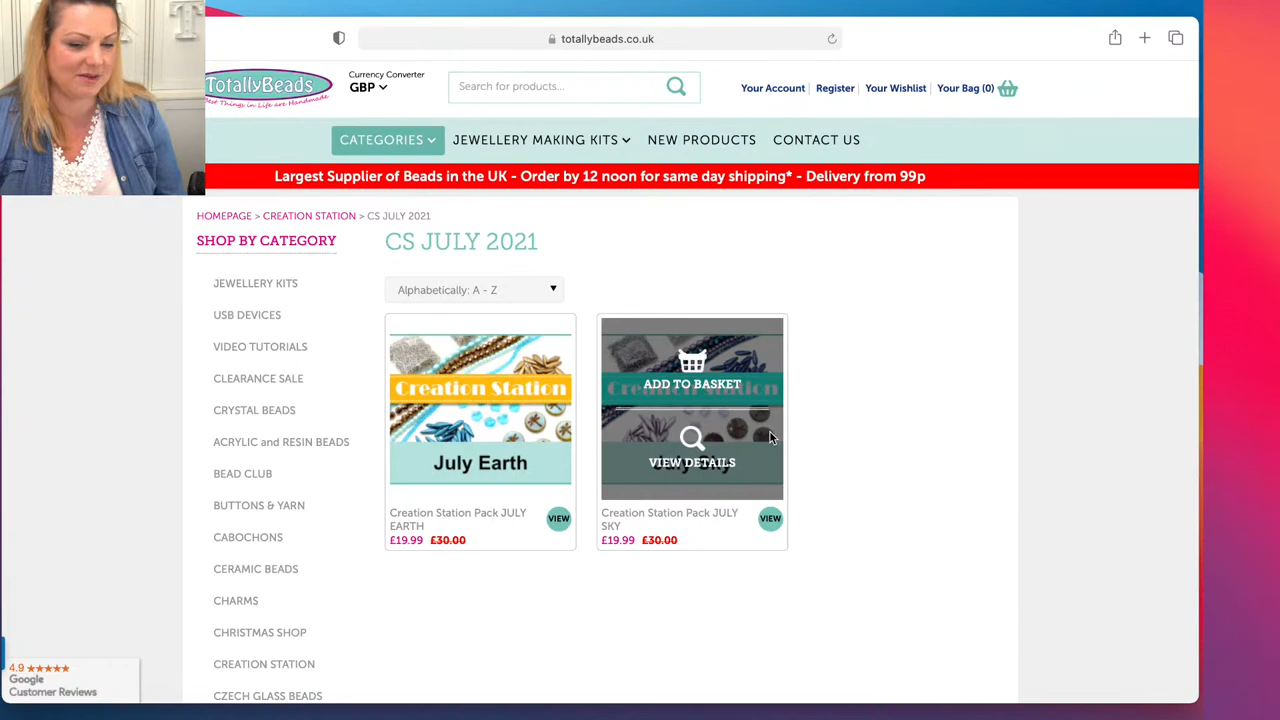 totallybeads.co.uk
TotallyBeads
Best Things in Life are Handmade
Currency Converter
GBP
Search for products...
Your Account
Register
Your Wishlist
Your Bag (0)
CATEGORIES
JEWELLERY MAKING KITS
NEW PRODUCTS
CONTACT US
Largest Supplier of Beads in the UK - Order by 12 noon for same day shipping* - Delivery from 99p
HOMEPAGE > CREATION STATION > CS JULY 2021
SHOP BY CATEGORY
JEWELLERY KITS
USB DEVICES
VIDEO TUTORIALS
CLEARANCE SALE
CRYSTAL BEADS
ACRYLIC and RESIN BEADS
BEAD CLUB
BUTTONS & YARN
CABOCHONS
CERAMIC BEADS
CHARMS
CHRISTMAS SHOP
CREATION STATION
CZECH GLASS BEADS
CS JULY 2021
Alphabetically: A - Z
Creation Station
July Earth
Creation Station Pack JULY
EARTH
VIEW
£19.99 £30.00
Creation Station
ADD TO BASKET
VIEW DETAILS
July Sky
Creation Station Pack JULY
SKY
VIEW
£19.99 £30.00
4.9
Google
Customer Reviews